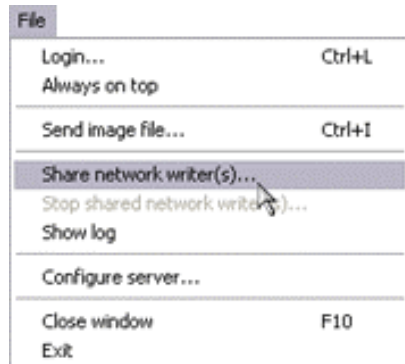 File
Login... Ctrl+L
Always on top
Send image file... Ctrl+I
Share network writer(s)...
Stop shared network writer(s)...
Show log
Configure server...
Close window F10
Exit